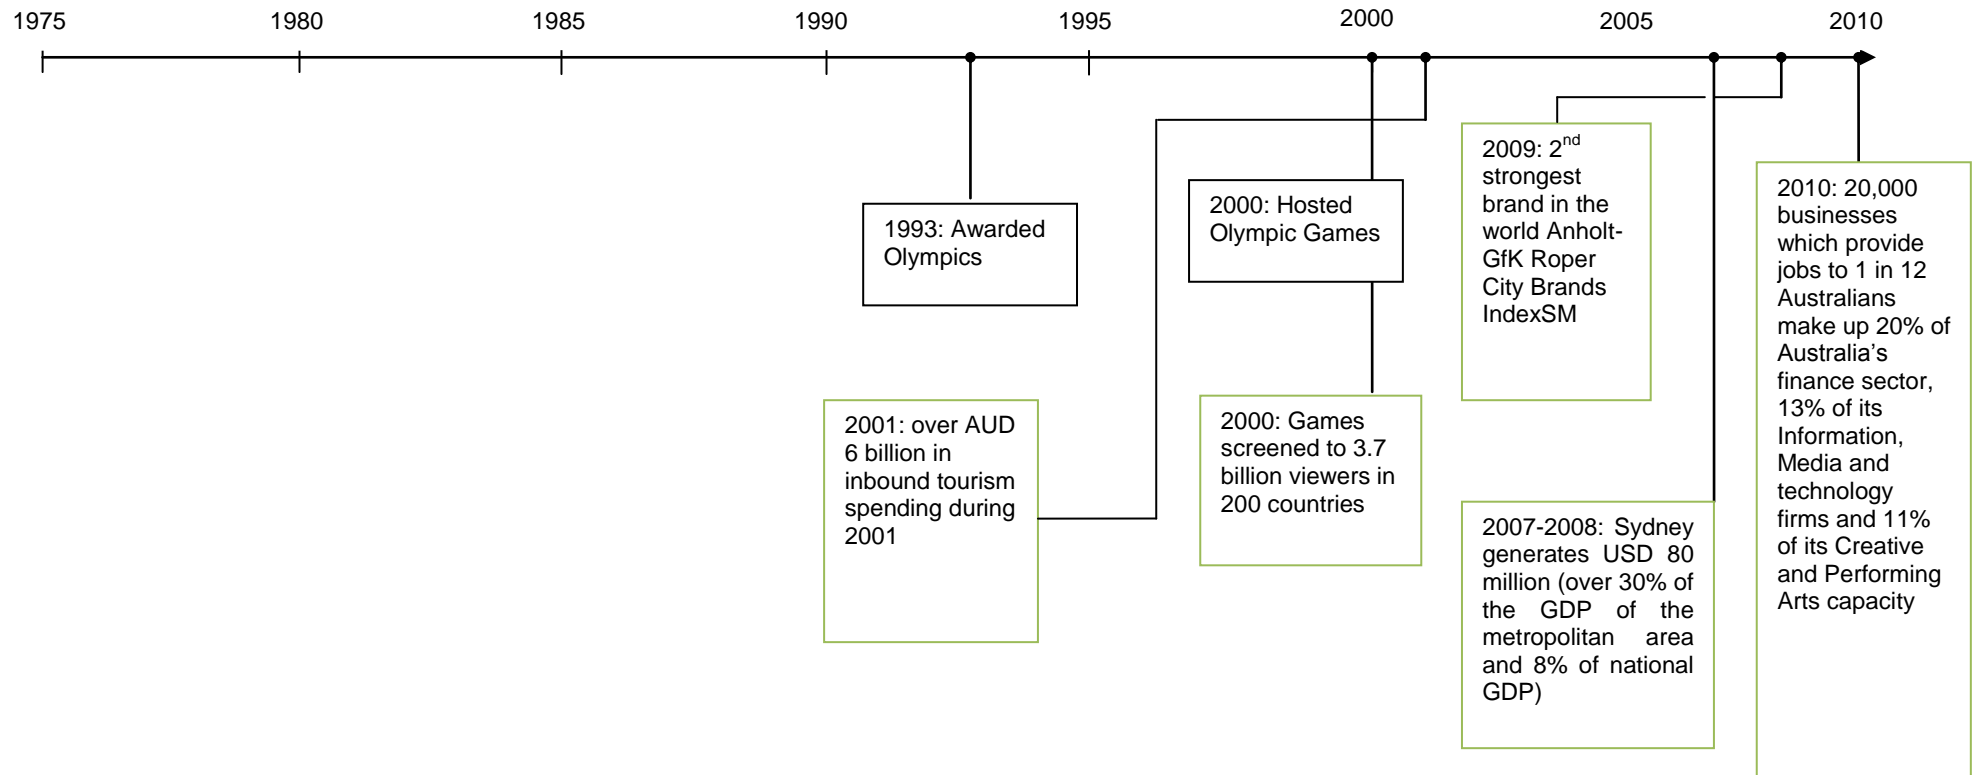 1975 1980 1985 1990 1995 2000 2005 2010
1993: Awarded
Olympics
2000: Hosted
Olympic Games
2009: 2nd
strongest
brand in the
world Anholt-
GfK Roper
City Brands
IndexSM
2010: 20,000
businesses
which provide
jobs to 1 in 12
Australians
make up 20% of
Australia’s
finance sector,
13% of its
Information,
Media and
technology
firms and 11%
of its Creative
and Performing
Arts capacity
2001: over AUD
6 billion in
inbound tourism
spending during
2001
2000: Games
screened to 3.7
billion viewers in
200 countries
2007-2008: Sydney
generates USD 80
million (over 30% of
the GDP of the
metropolitan area
and 8% of national
GDP)